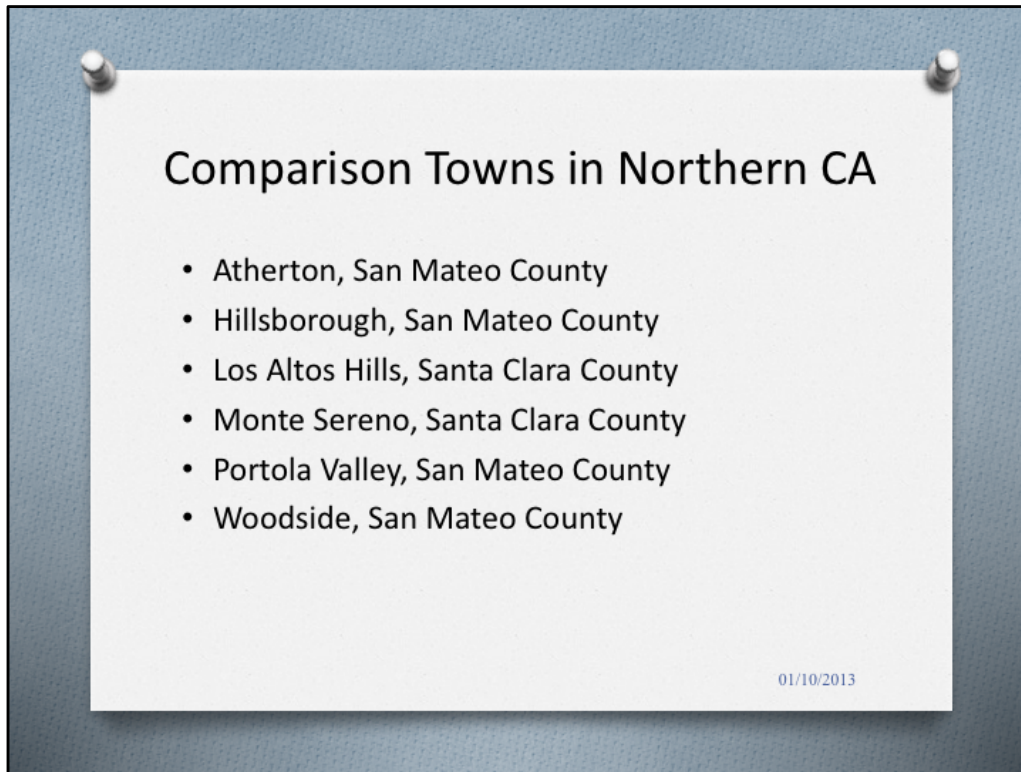 Comparison Towns in Northern CA
• Atherton, San Mateo County
• Hillsborough, San Mateo County
• Los Altos Hills, Santa Clara County
• Monte Sereno, Santa Clara County
• Portola Valley, San Mateo County
• Woodside, San Mateo County
01/10/2013